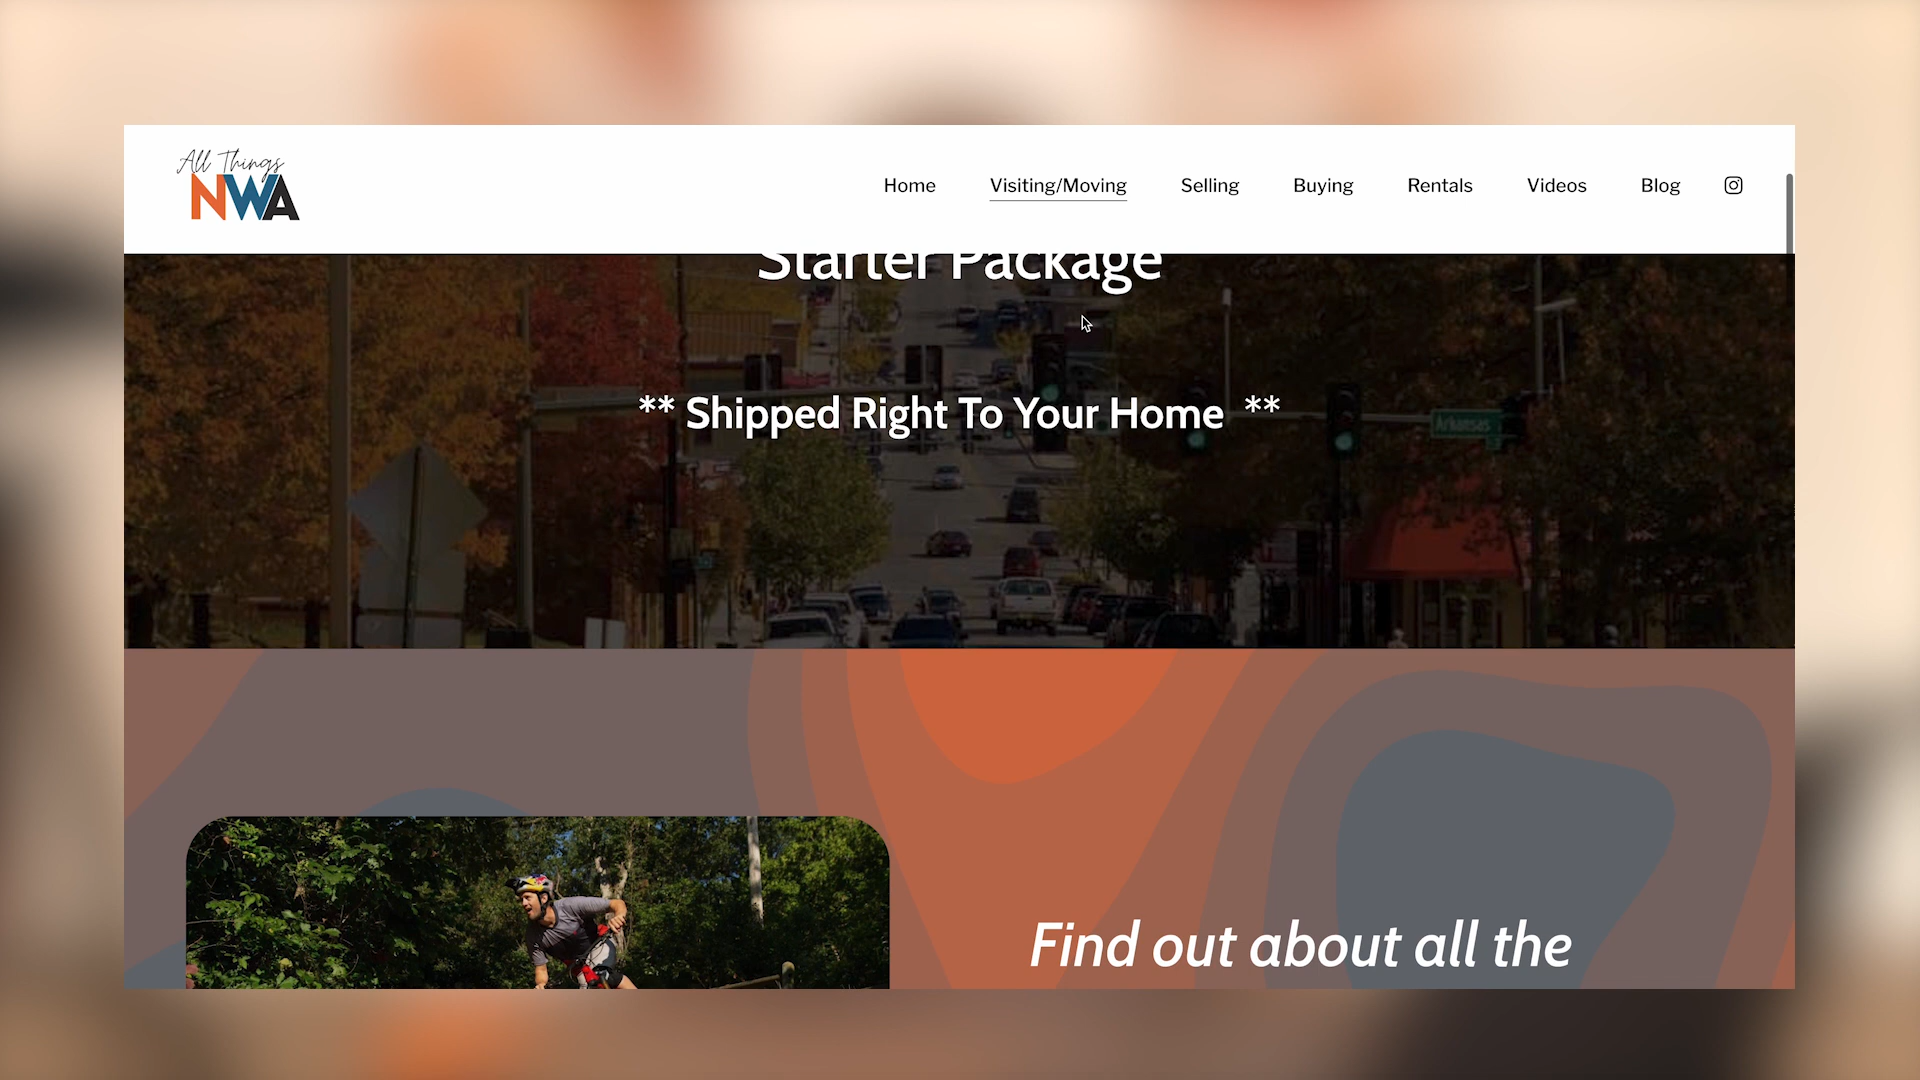 All Things
NWA
Home
Visiting/Moving
Selling
Buying
Rentals
Videos
Blog
Starter Package
** Shipped Right To Your Home **
Arkansas
Find out about all the